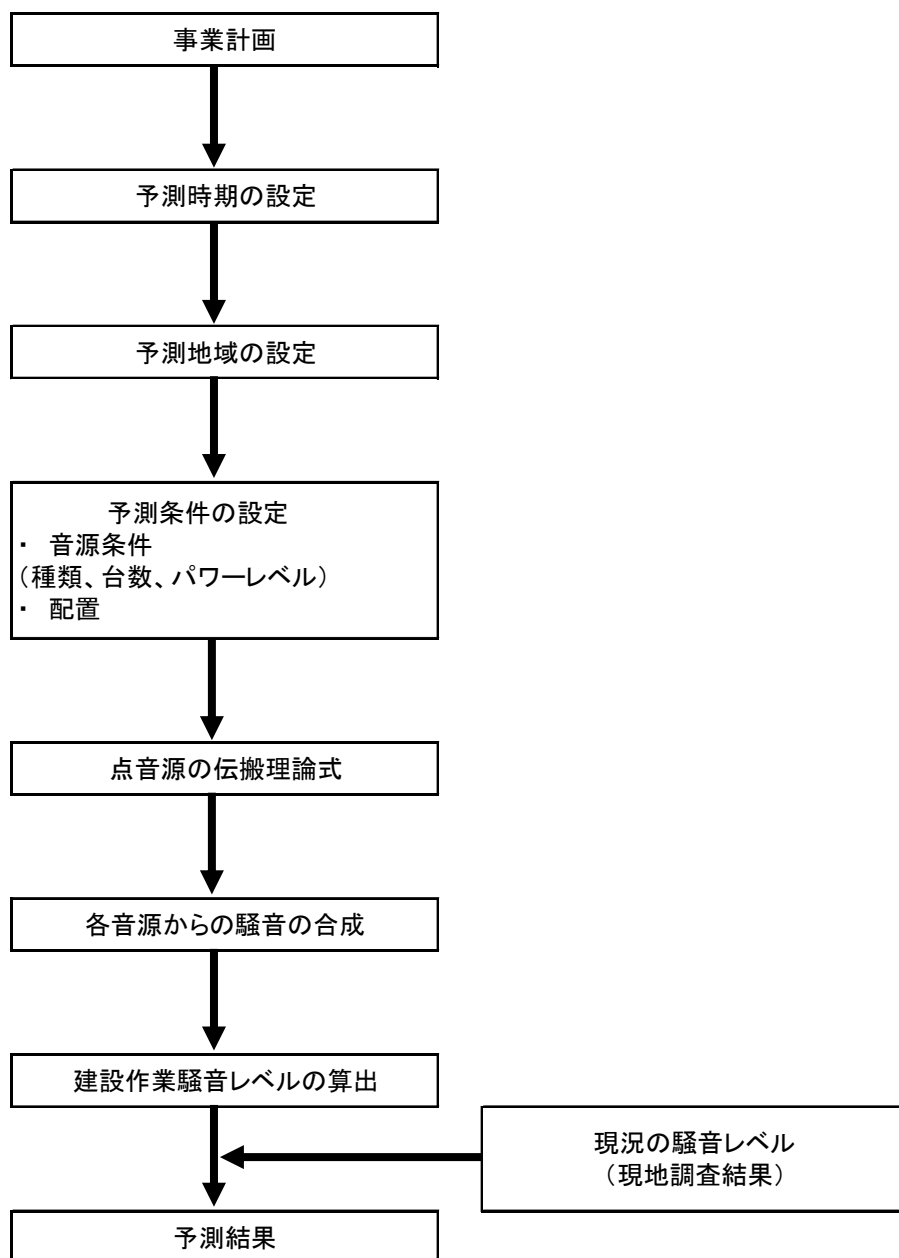 事業計画
予測時期の設定
予測地域の設定
予測条件の設定
・ 音源条件
（種類、台数、パワーレベル）
・ 配置
点音源の伝搬理論式
各音源からの騒音の合成
建設作業騒音レベルの算出
現況の騒音レベル
（現地調査結果）
予測結果